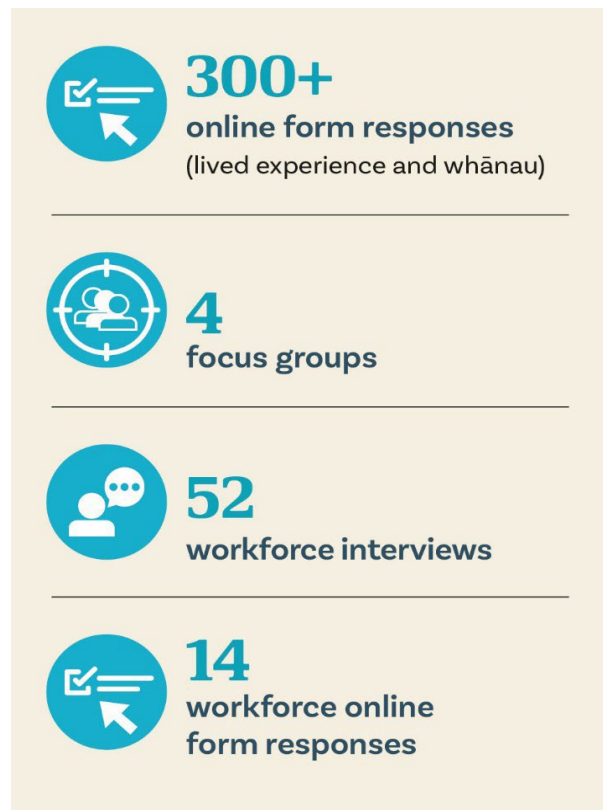 300+
online form responses
(lived experience and whānau)
4
focus groups
52
workforce interviews
14
workforce online
form responses